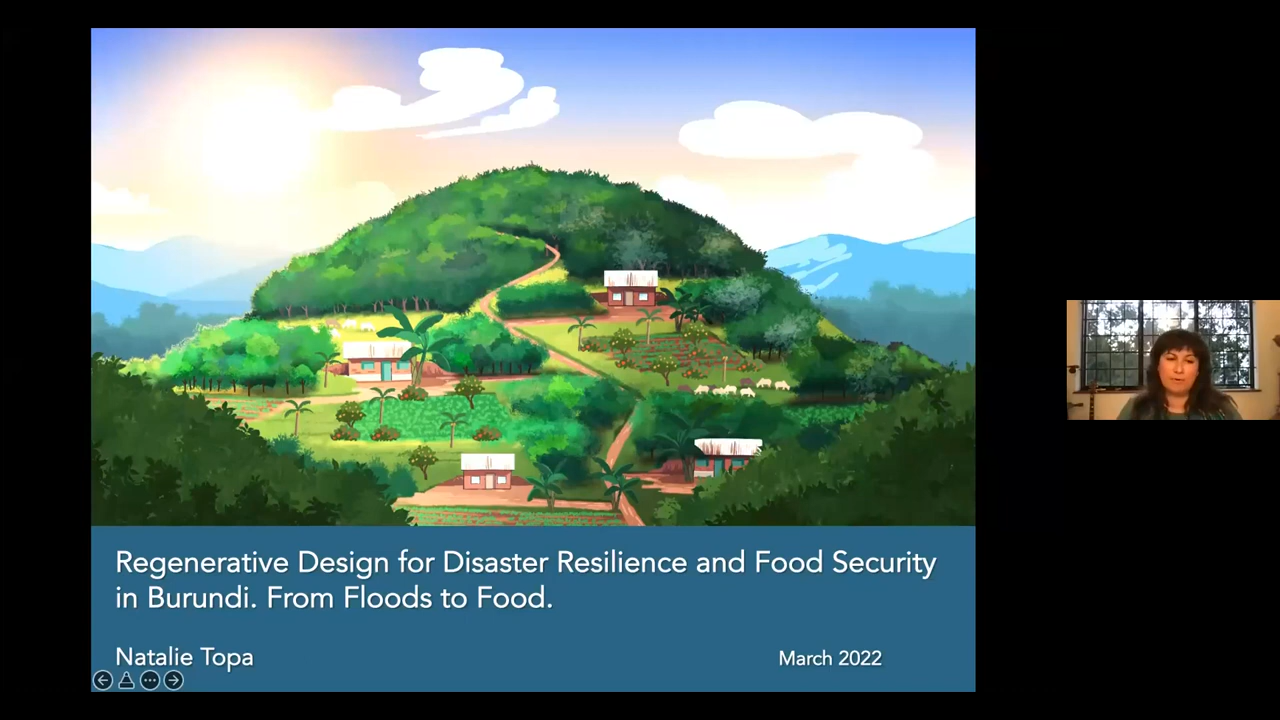 Regenerative Design for Disaster Resilience and Food Security
in Burundi. From Floods to Food.
Natalie Topa
March 2022